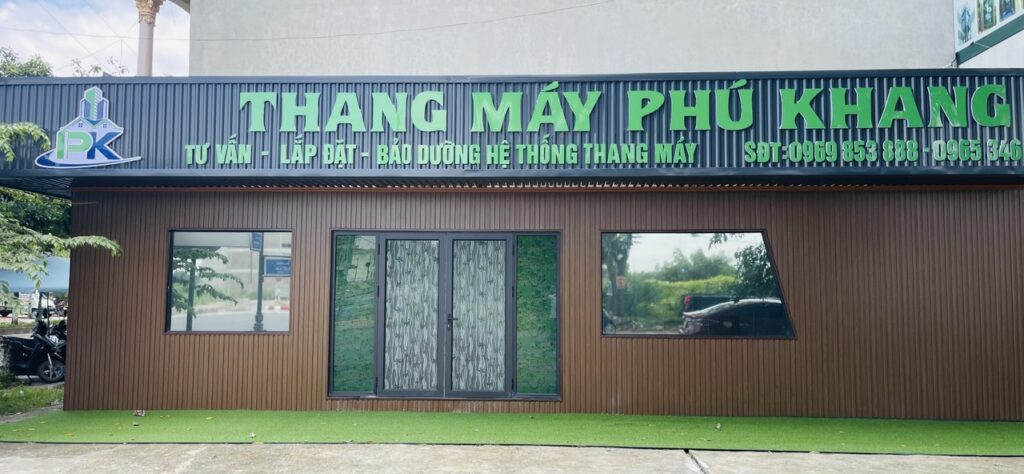 THANG MÁY PHÚ KHANG
PK
TƯ VẤN - LẮP ĐẶT - BẢO DƯỠNG HỆ THỐNG THANG MÁY SĐT:0969 853 888 - 0965 346